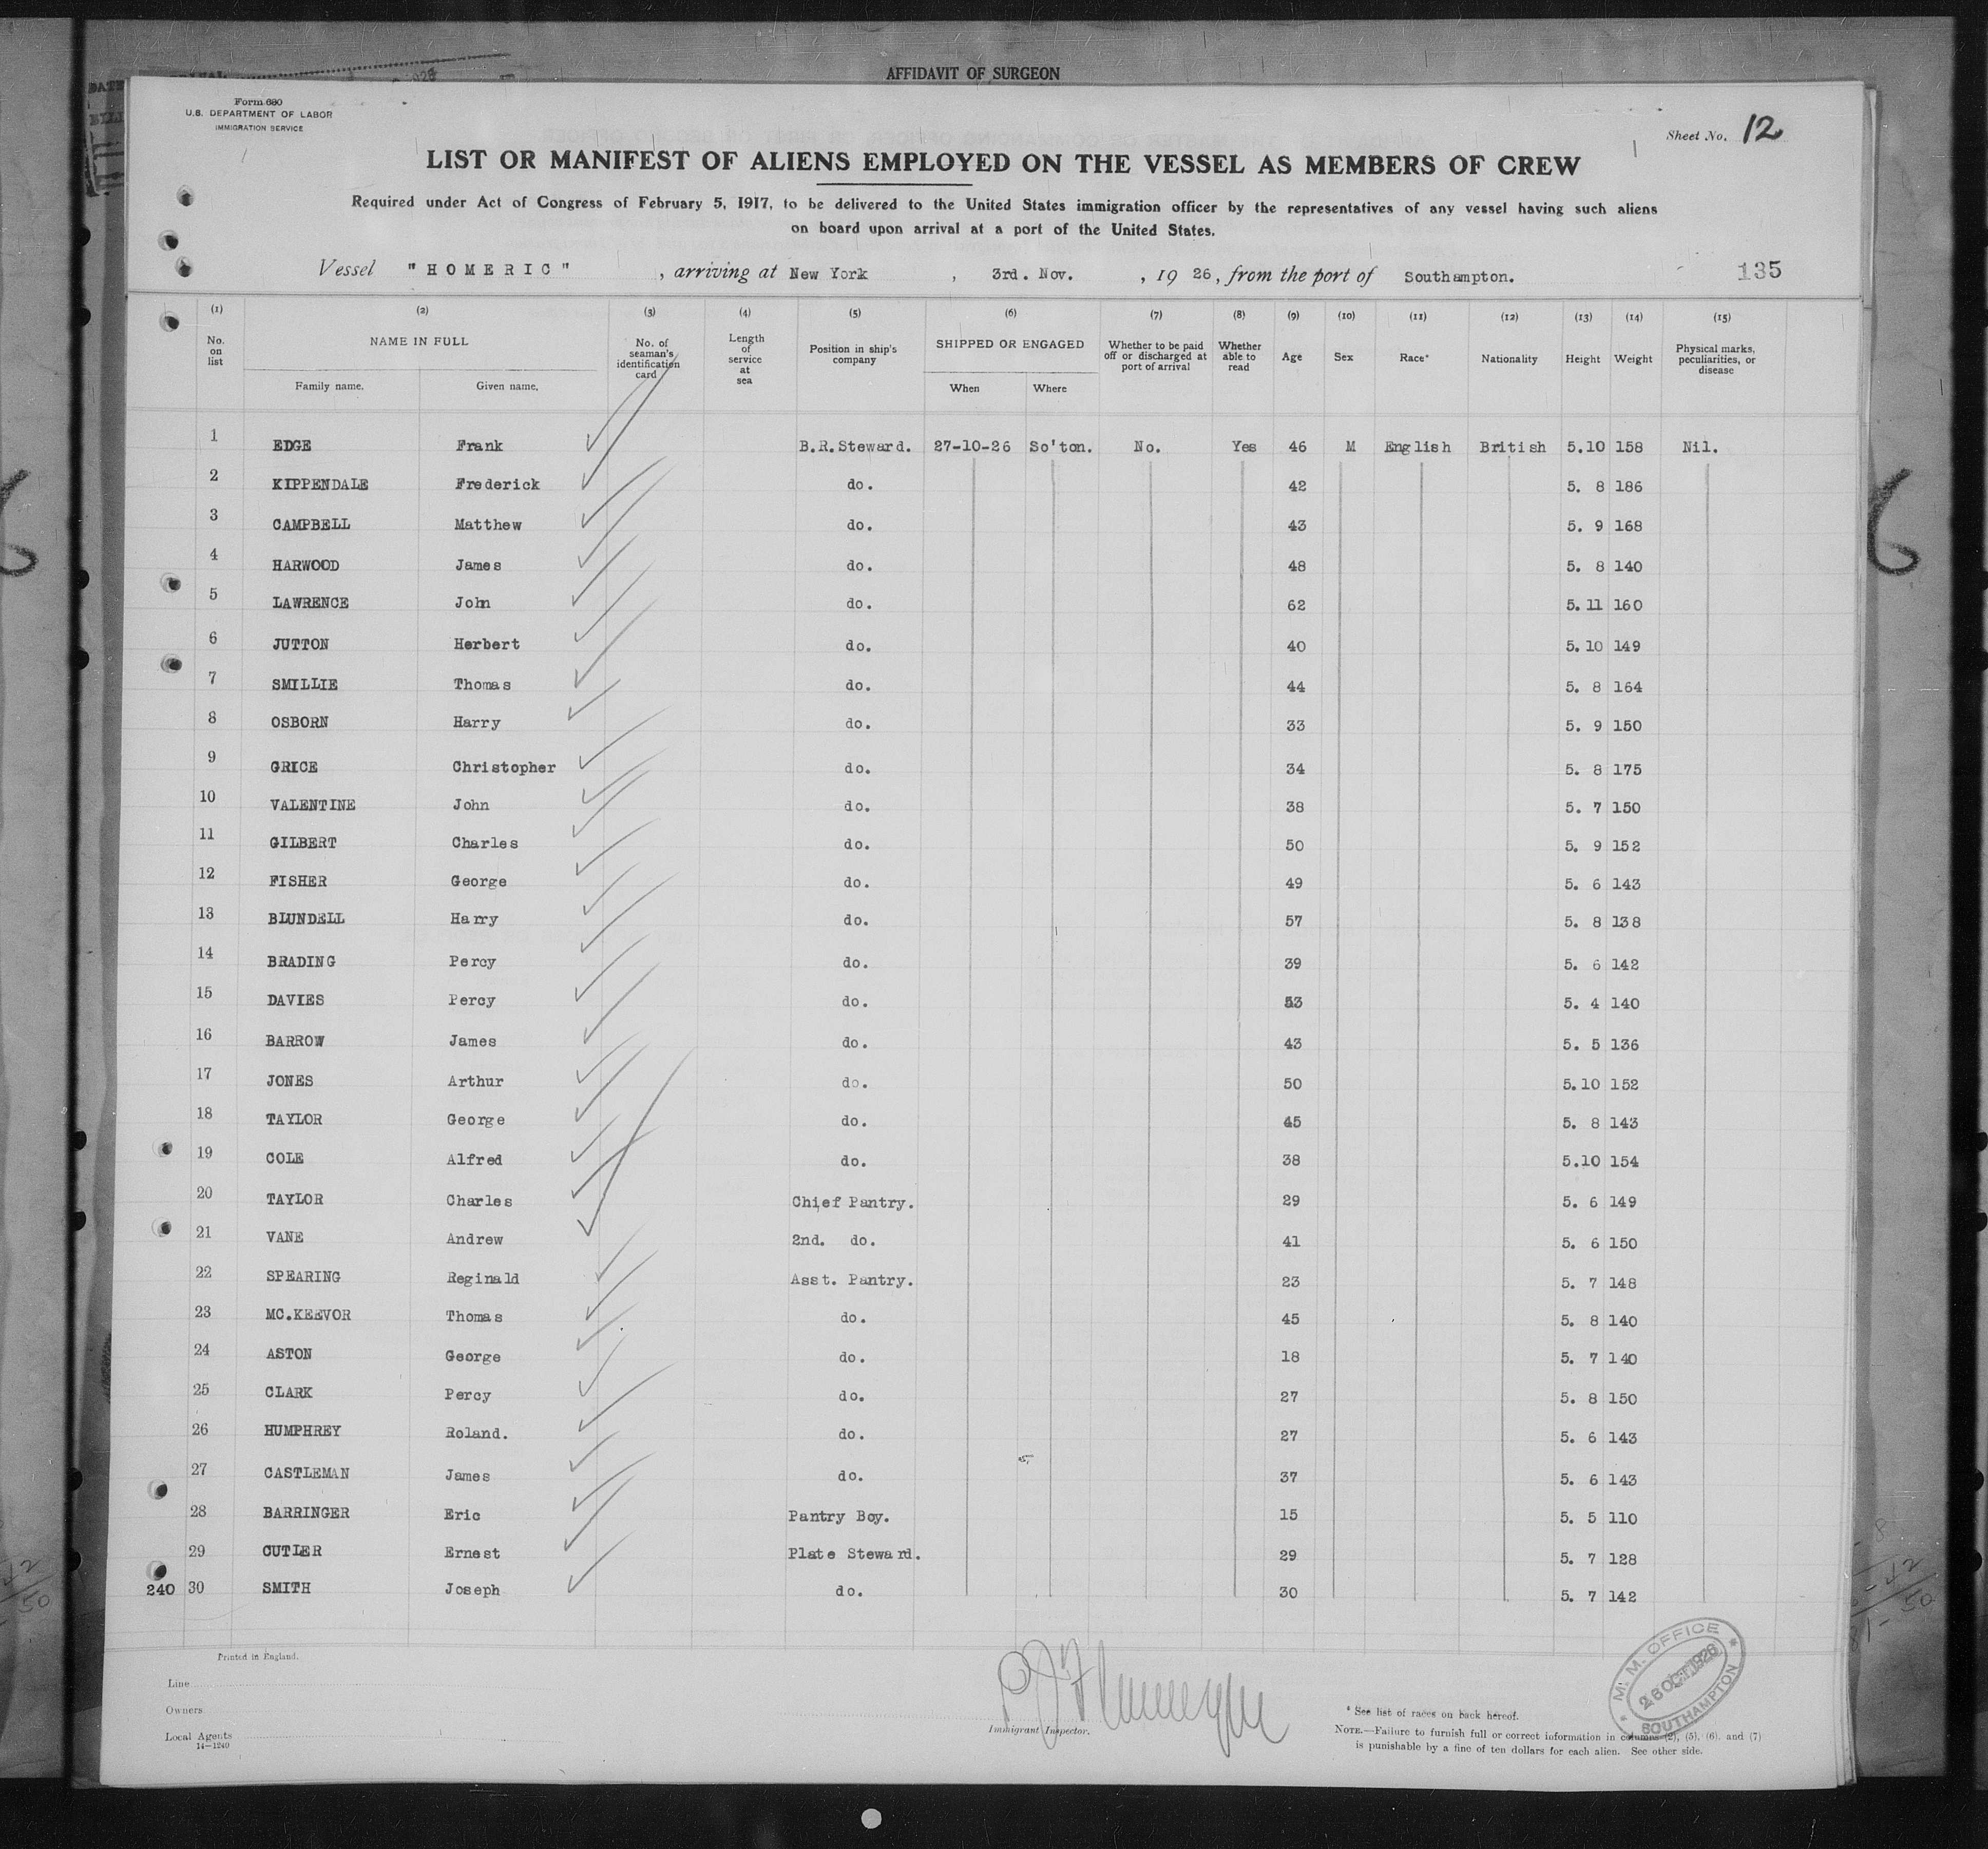 AFFIDAVIT OF SURGEON
Form 680
U.S. DEPARTMENT OF LABOR
IMMIGRATION SERVICE
Sheet No. 12
LIST OR MANIFEST OF ALIENS EMPLOYED ON THE VESSEL AS MEMBERS OF CREW
Required under Act of Congress of February 5, 1917, to be delivered to the United States immigration officer by the representatives of any vessel having such aliens
on board upon arrival at a port of the United States.
Vessel "HOMERIC", arriving at New York, 3rd. Nov., 1926, from the port of Southampton. 135
(1) (2) (3) (4) (5) (6) (7) (8) (9) (10) (11) (12) (13) (14) (15)
No. on list NAME IN FULL Family name. Given name. No. of seaman's identification card Length of service at sea Position in ship's company SHIPPED OR ENGAGED When Where Whether to be paid off or discharged at port of arrival Whether able to read Age Sex Race* Nationality Height Weight Physical marks, peculiarities, or disease
1 EDGE Frank B.R.Steward. 27-10-26 So'ton. No. Yes 46 M English British 5.10 158 Nil.
2 KIPPENDALE Frederick do. 42 5. 8 186
3 CAMPBELL Matthew do. 43 5. 9 168
4 HARWOOD James do. 48 5. 8 140
5 LAWRENCE John do. 62 5. 11 160
6 JUTTON Herbert do. 40 5. 10 149
7 SMILLIE Thomas do. 44 5. 8 164
8 OSBORN Harry do. 33 5. 9 150
9 GRICE Christopher do. 34 5. 8 175
10 VALENTINE John do. 38 5. 7 150
11 GILBERT Charles do. 50 5. 9 152
12 FISHER George do. 49 5. 6 143
13 BLUNDELL Harry do. 57 5. 8 138
14 BRADING Percy do. 39 5. 6 142
15 DAVIES Percy do. 53 5. 4 140
16 BARROW James do. 43 5. 5 136
17 JONES Arthur do. 50 5.10 152
18 TAYLOR George do. 45 5. 8 143
19 COLE Alfred do. 38 5.10 154
20 TAYLOR Charles Chief Pantry. 29 5. 6 149
21 VANE Andrew 2nd. do. 41 5. 6 150
22 SPEARING Reginald Asst. Pantry. 23 5. 7 148
23 MC.KEEVOR Thomas do. 45 5. 8 140
24 ASTON George do. 18 5. 7 140
25 CLARK Percy do. 27 5. 8 150
26 HUMPHREY Roland. do. 27 5. 6 143
27 CASTLEMAN James do. 37 5. 6 143
28 BARRINGER Eric Pantry Boy. 15 5. 5 110
29 CUTLER Ernest Plate Steward. 29 5. 7 128
240 30 SMITH Joseph do. 30 5. 7 142
Printed in England.
Line
Owners
Local Agents
14-1240
Immigrant Inspector.
* See list of races on back hereof.
NOTE.—Failure to furnish full or correct information in columns (2), (5), (6), and (7)
is punishable by a fine of ten dollars for each alien. See other side.
M. M. OFFICE
26 OCT 1926
SOUTHAMPTON